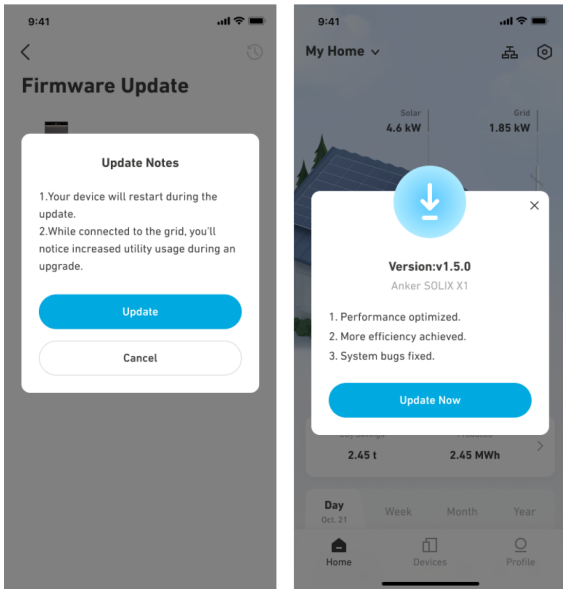 9:41
Firmware Update
Update Notes
1.Your device will restart during the
update.
2.While connected to the grid, you'll
notice increased utility usage during an
upgrade.
Update
Cancel
9:41
My Home
Solar
4.6 kW
Grid
1.85 kW
Version:v1.5.0
Anker SOLIX X1
1. Performance optimized.
2. More efficiency achieved.
3. System bugs fixed.
Update Now
2.45 t
2.45 MWh
Day
Oct. 21
Week
Month
Year
Home
Devices
Profile